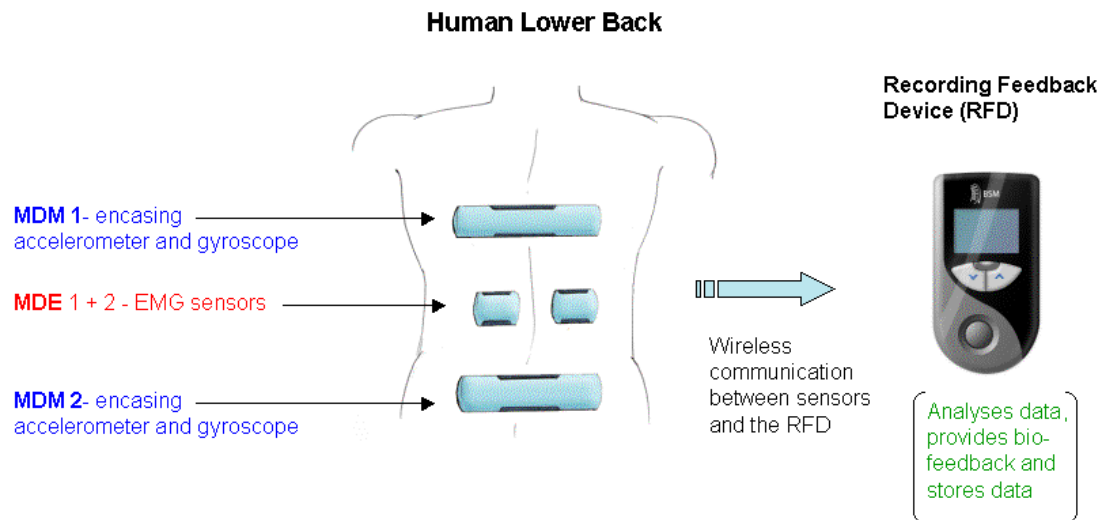 Human Lower Back
Recording Feedback
Device (RFD)
BSM
MDM 1- encasing
accelerometer and gyroscope
MDE 1 + 2 - EMG sensors
MDM 2- encasing
accelerometer and gyroscope
Wireless
communication
between sensors
and the RFD
Analyses data,
provides bio-
feedback and
stores data